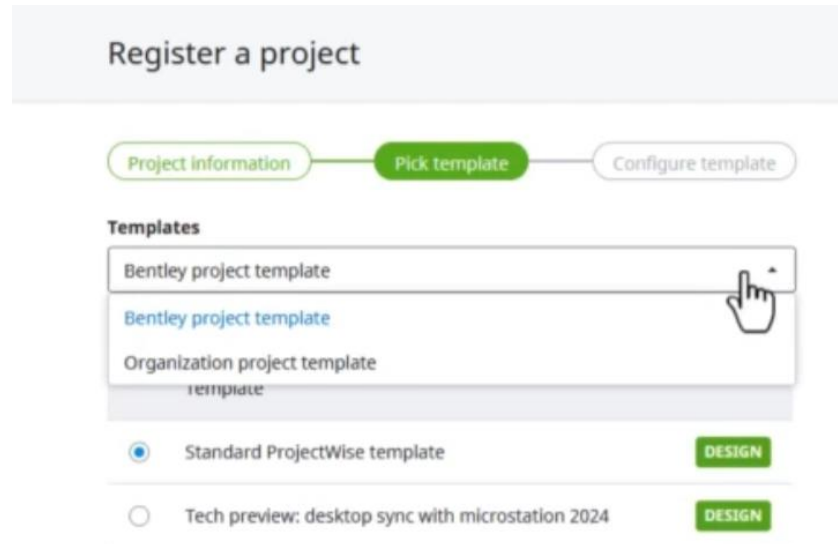 Register a project
Project information Pick template Configure template
Templates
Bentley project template
Bentley project template
Organization project template
Template
Standard ProjectWise template DESIGN
Tech preview: desktop sync with microstation 2024 DESIGN